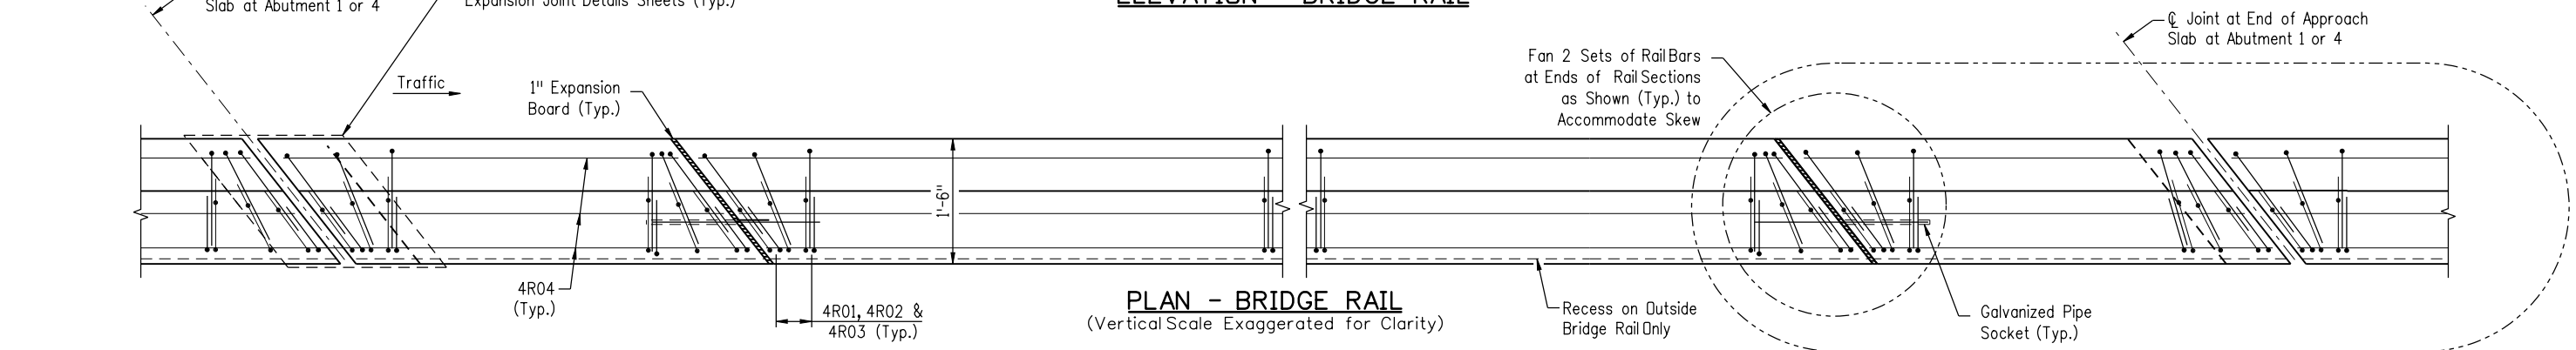 Slab at Abutment 1 or 4
Expansion Joint Details Sheets (Typ.)
ELEVATION - BRIDGE RAIL
Traffic
1" Expansion
Board (Typ.)
Fan 2 Sets of Rail Bars
at Ends of Rail Sections
as Shown (Typ.) to
Accommodate Skew
℄ Joint at End of Approach
Slab at Abutment 1 or 4
1'-6"
4R04
(Typ.)
4R01, 4R02 &
4R03 (Typ.)
PLAN - BRIDGE RAIL
(Vertical Scale Exaggerated for Clarity)
Recess on Outside
Bridge Rail Only
Galvanized Pipe
Socket (Typ.)